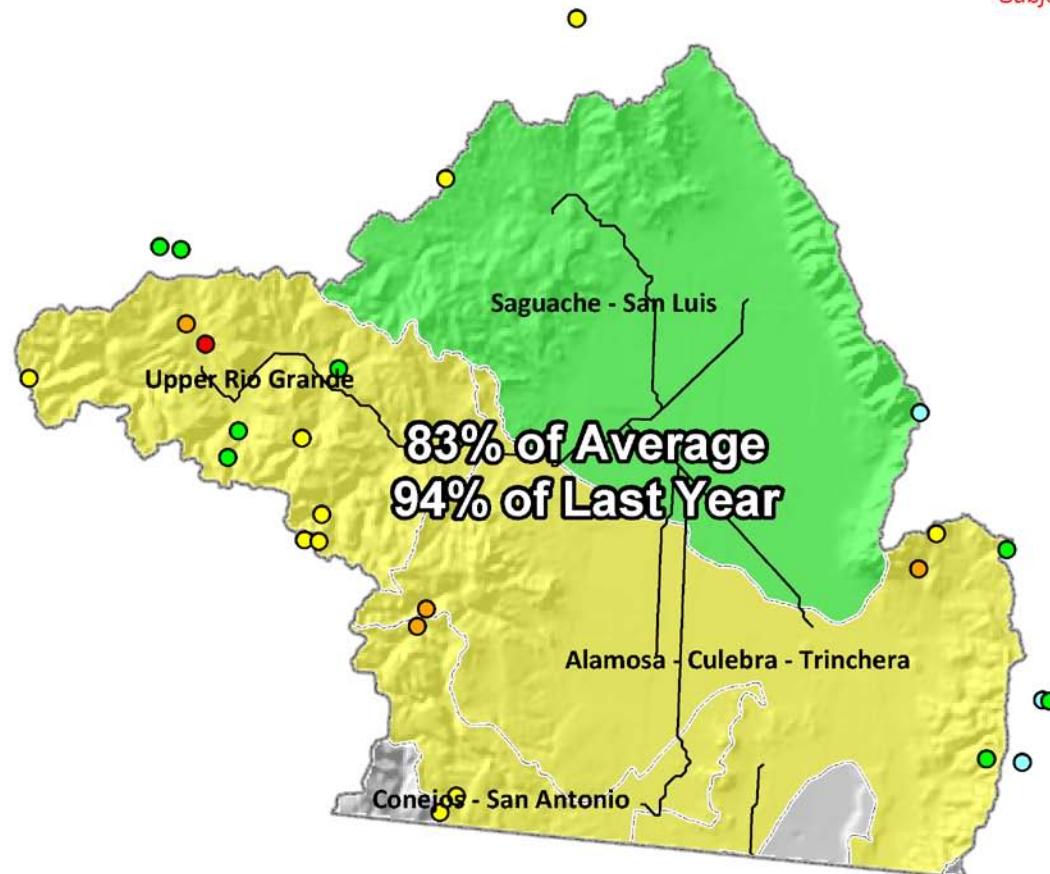 Saguache - San Luis
Upper Rio Grande
83% of Average
94% of Last Year
Alamosa - Culebra - Trinchera
Conejos - San Antonio